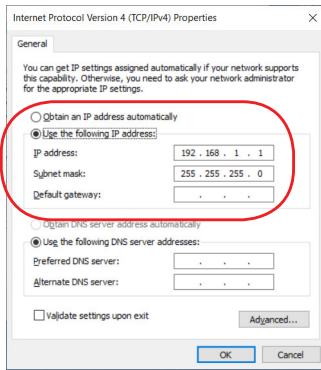 Internet Protocol Version 4 (TCP/IPv4) Properties
General
You can get IP settings assigned automatically if your network supports
this capability. Otherwise, you need to ask your network administrator
for the appropriate IP settings.
Obtain an IP address automatically
Use the following IP address:
IP address: 192 . 168 . 1 . 1
Subnet mask: 255 . 255 . 255 . 0
Default gateway: . . .
Obtain DNS server address automatically
Use the following DNS server addresses:
Preferred DNS server: . . .
Alternate DNS server: . . .
Validate settings upon exit
Advanced...
OK Cancel